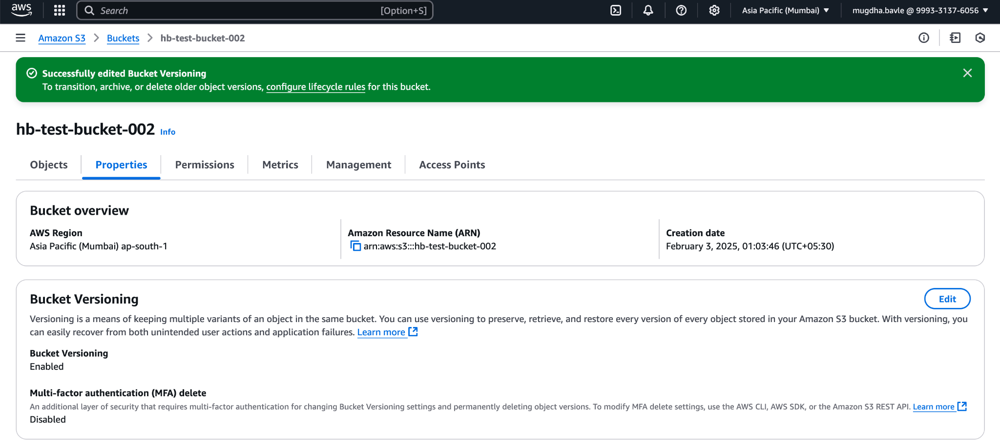 aws
Search [Option+S] Asia Pacific (Mumbai) mugdha.bavle @ 9993-3137-6056
Amazon S3 Buckets hb-test-bucket-002
Successfully edited Bucket Versioning
To transition, archive, or delete older object versions, configure lifecycle rules for this bucket.
hb-test-bucket-002 Info
Objects Properties Permissions Metrics Management Access Points
Bucket overview
AWS Region
Asia Pacific (Mumbai) ap-south-1
Amazon Resource Name (ARN)
arn:aws:s3:::hb-test-bucket-002
Creation date
February 3, 2025, 01:03:46 (UTC+05:30)
Bucket Versioning
Edit
Versioning is a means of keeping multiple variants of an object in the same bucket. You can use versioning to preserve, retrieve, and restore every version of every object stored in your Amazon S3 bucket. With versioning, you
can easily recover from both unintended user actions and application failures. Learn more
Bucket Versioning
Enabled
Multi-factor authentication (MFA) delete
An additional layer of security that requires multi-factor authentication for changing Bucket Versioning settings and permanently deleting object versions. To modify MFA delete settings, use the AWS CLI, AWS SDK, or the Amazon S3 REST API. Learn more
Disabled